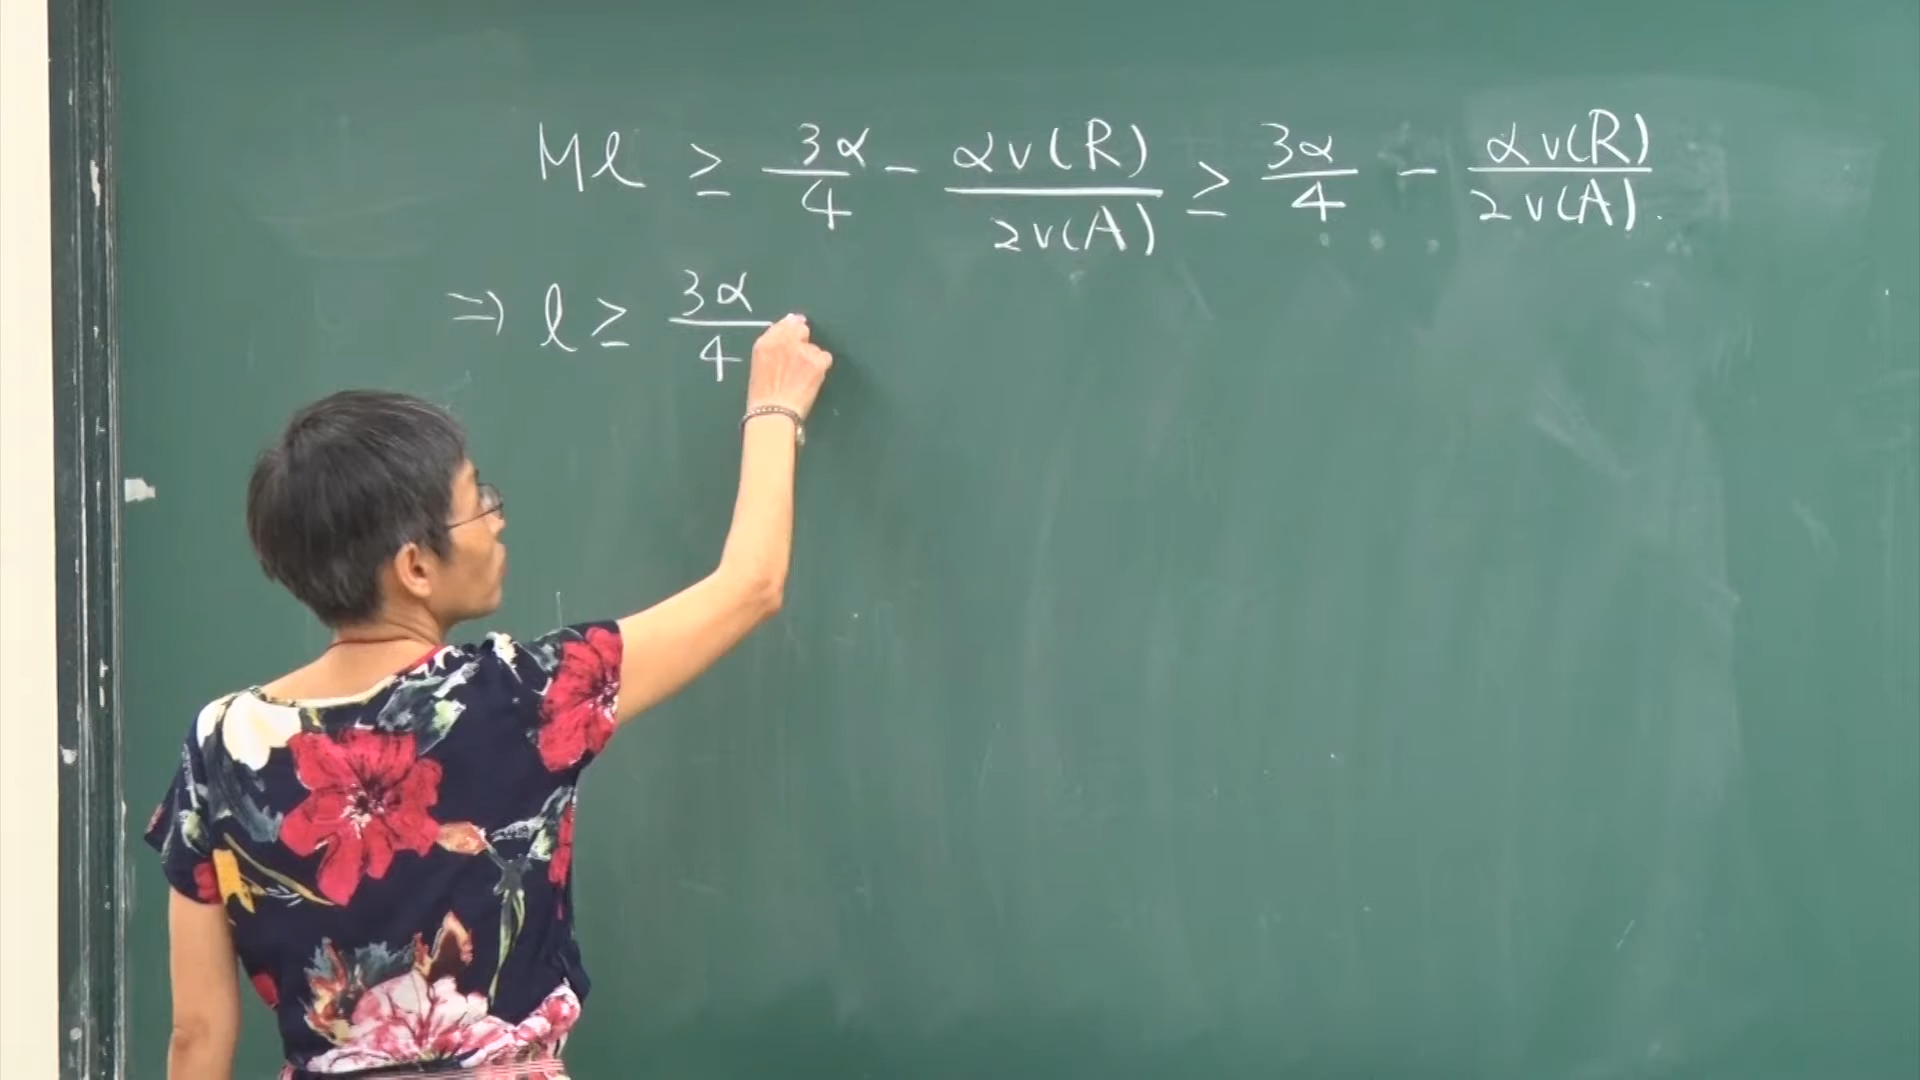 Ml ≥ 3α/4 - αv(R)/2v(A) ≥ 3α/4 - αv(R)/2v(A).
⇒ l ≥ 3α/4